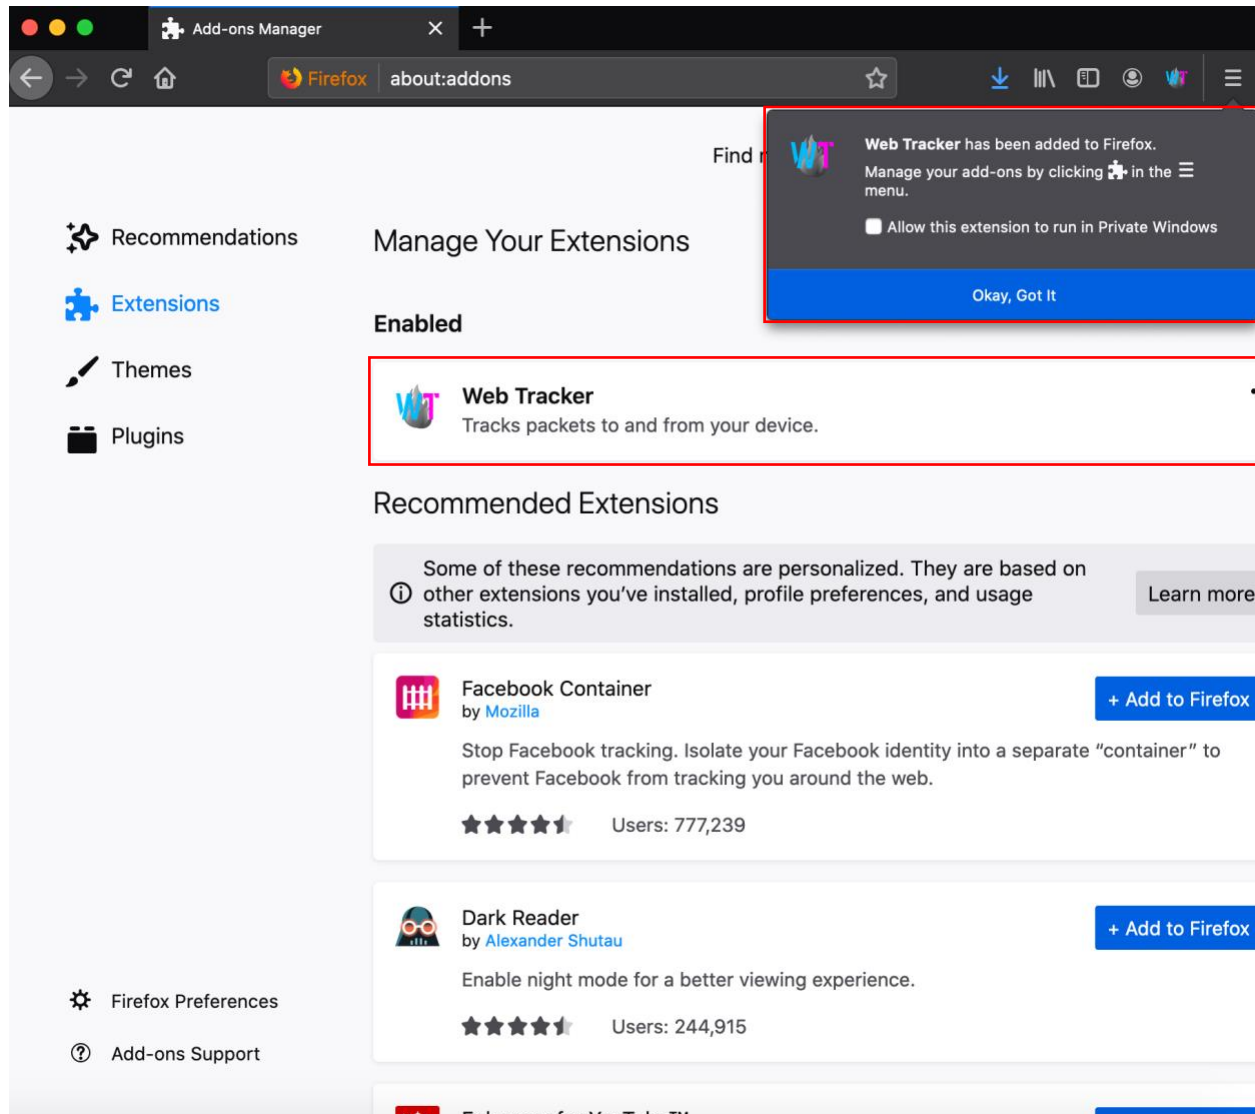 Add-ons Manager
Firefox about:addons
Find
WT
Web Tracker has been added to Firefox.
Manage your add-ons by clicking in the
menu.
Allow this extension to run in Private Windows
Okay, Got It
Recommendations
Extensions
Themes
Plugins
Manage Your Extensions
Enabled
WT
Web Tracker
Tracks packets to and from your device.
Recommended Extensions
Some of these recommendations are personalized. They are based on
other extensions you’ve installed, profile preferences, and usage
statistics.
Learn more
Facebook Container
+ Add to Firefox
by Mozilla
Stop Facebook tracking. Isolate your Facebook identity into a separate “container” to
prevent Facebook from tracking you around the web.
Users: 777,239
Dark Reader
+ Add to Firefox
by Alexander Shutau
Enable night mode for a better viewing experience.
Users: 244,915
Firefox Preferences
Add-ons Support